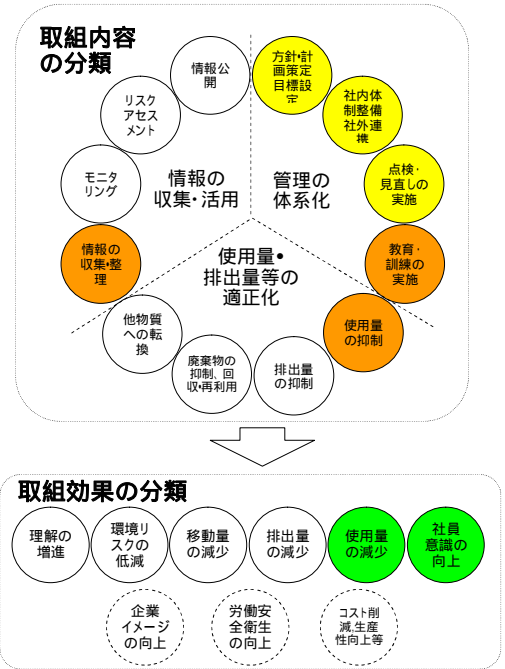 取組内容
の分類
情報公
開
方針・計
画策定
目標設
定
リスク
アセス
メント
社内体
制整備
社外連
携
モニタ
リング
情報の
収集・活用
管理の
体系化
点検・
見直しの
実施
情報の
収集・整
理
使用量・
排出量等の
適正化
教育・
訓練の
実施
他物質
への転
換
使用量
の抑制
廃棄物の
抑制、回
収・再利用
排出量
の抑制
取組効果の分類
理解の
増進
環境リ
スクの
低減
移動量
の減少
排出量
の減少
使用量
の減少
社員
意識の
向上
企業
イメージ
の向上
労働安
全衛生
の向上
コスト削
減,生産
性向上等